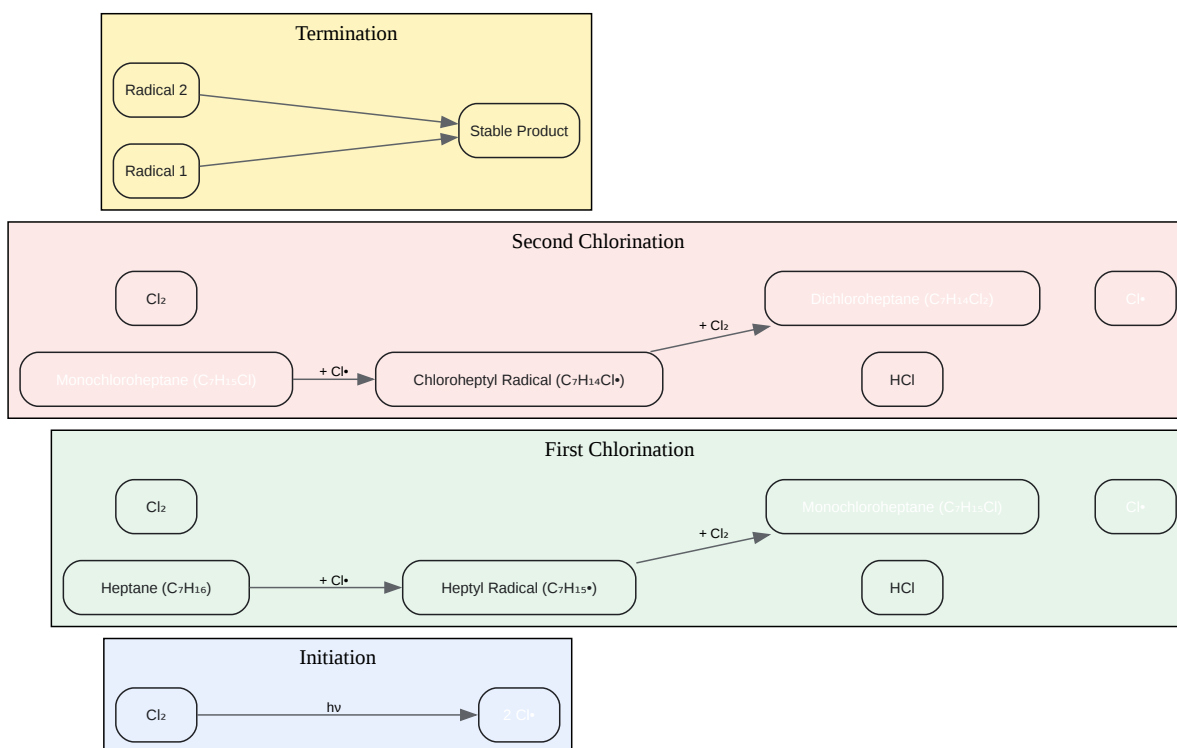 Termination
Radical 2
Stable Product
Radical 1
Second Chlorination
Cl₂
Dichloroheptane (C₇H₁₄Cl₂)
Cl•
+ Cl₂
Monochloroheptane (C₇H₁₅Cl)
+ Cl•
Chloroheptyl Radical (C₇H₁₄Cl•)
HCl
First Chlorination
Cl₂
Monochloroheptane (C₇H₁₅Cl)
Cl•
+ Cl₂
Heptane (C₇H₁₆)
+ Cl•
Heptyl Radical (C₇H₁₅•)
HCl
Initiation
Cl₂
hν
2 Cl•